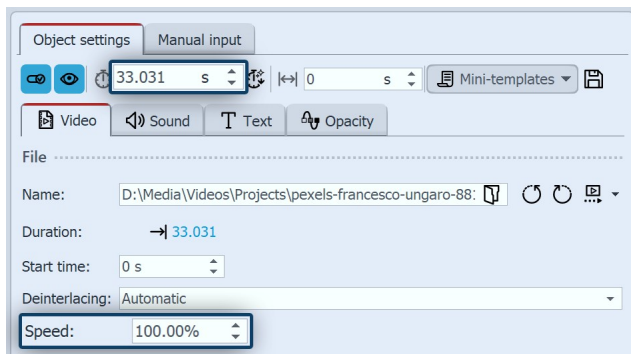 Object settings Manual input
33.031 s 0 s Mini-templates
Video Sound Text Opacity
File
Name: D:\Media\Videos\Projects\pexels-francesco-ungaro-881
Duration: 33.031
Start time: 0 s
Deinterlacing: Automatic
Speed: 100.00%